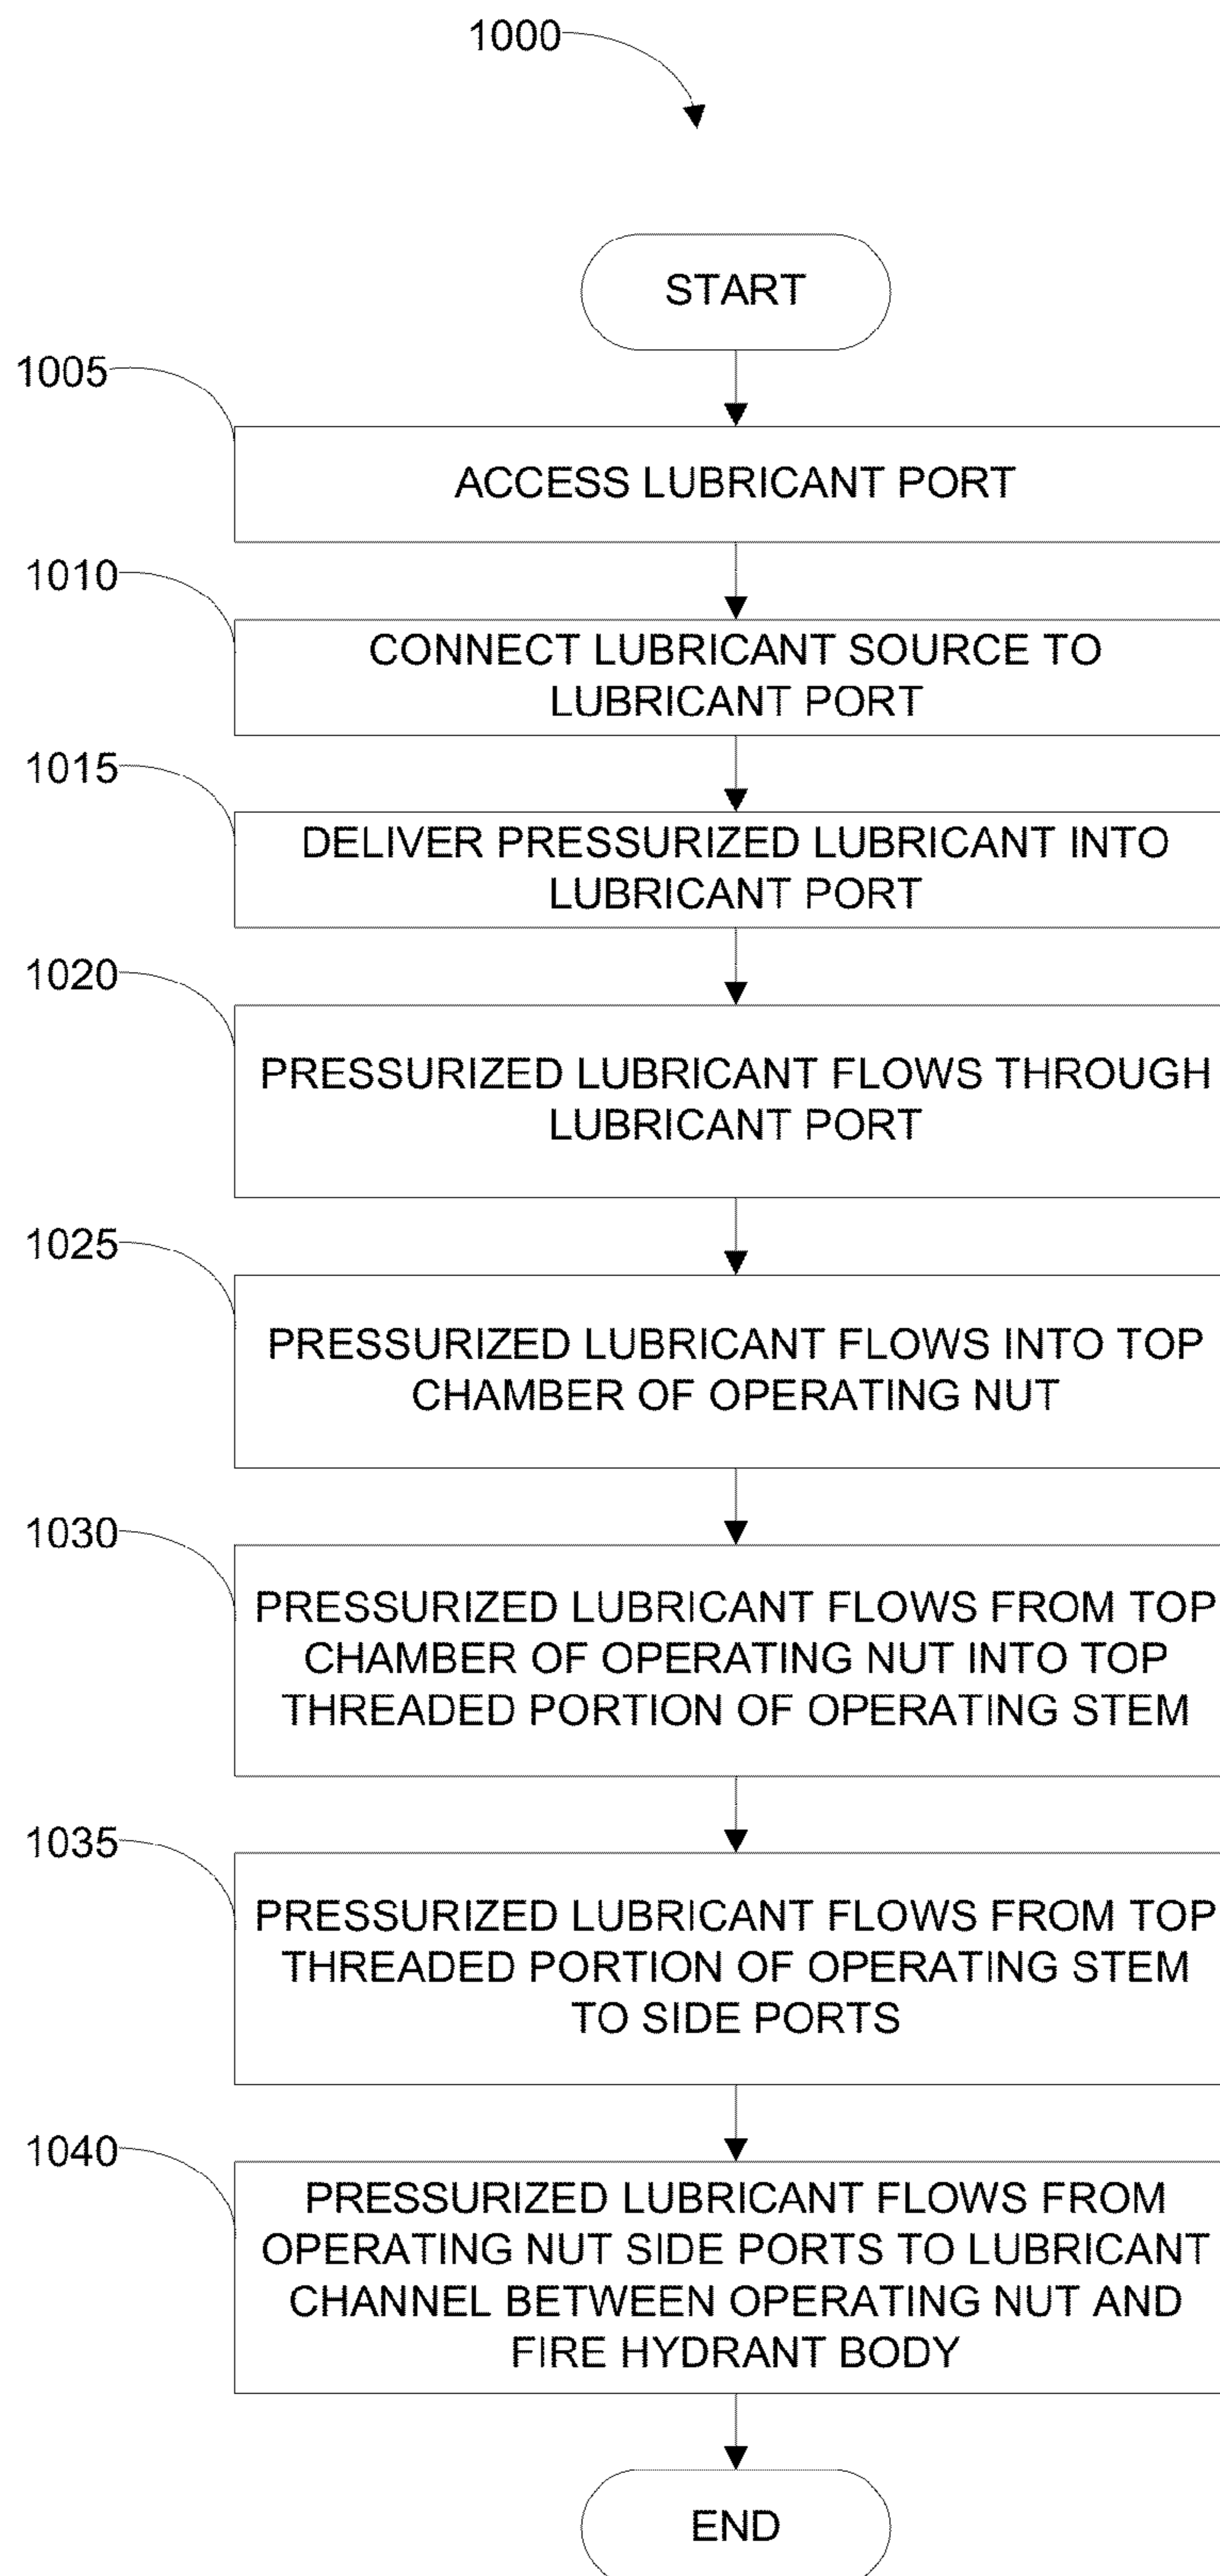 1000
START
1005
ACCESS LUBRICANT PORT
1010
CONNECT LUBRICANT SOURCE TO
LUBRICANT PORT
1015
DELIVER PRESSURIZED LUBRICANT INTO
LUBRICANT PORT
1020
PRESSURIZED LUBRICANT FLOWS THROUGH
LUBRICANT PORT
1025
PRESSURIZED LUBRICANT FLOWS INTO TOP
CHAMBER OF OPERATING NUT
1030
PRESSURIZED LUBRICANT FLOWS FROM TOP
CHAMBER OF OPERATING NUT INTO TOP
THREADED PORTION OF OPERATING STEM
1035
PRESSURIZED LUBRICANT FLOWS FROM TOP
THREADED PORTION OF OPERATING STEM
TO SIDE PORTS
1040
PRESSURIZED LUBRICANT FLOWS FROM
OPERATING NUT SIDE PORTS TO LUBRICANT
CHANNEL BETWEEN OPERATING NUT AND
FIRE HYDRANT BODY
END